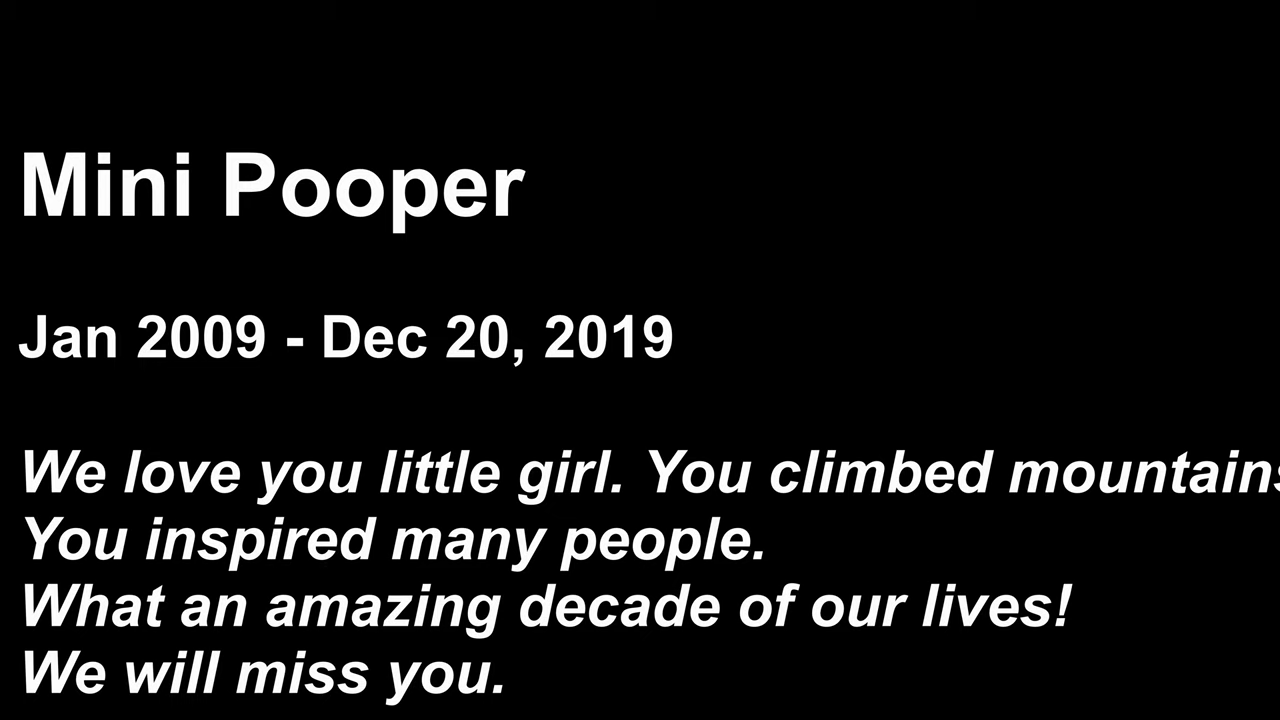 Mini Pooper
Jan 2009 - Dec 20, 2019
We love you little girl. You climbed mountains
You inspired many people.
What an amazing decade of our lives!
We will miss you.